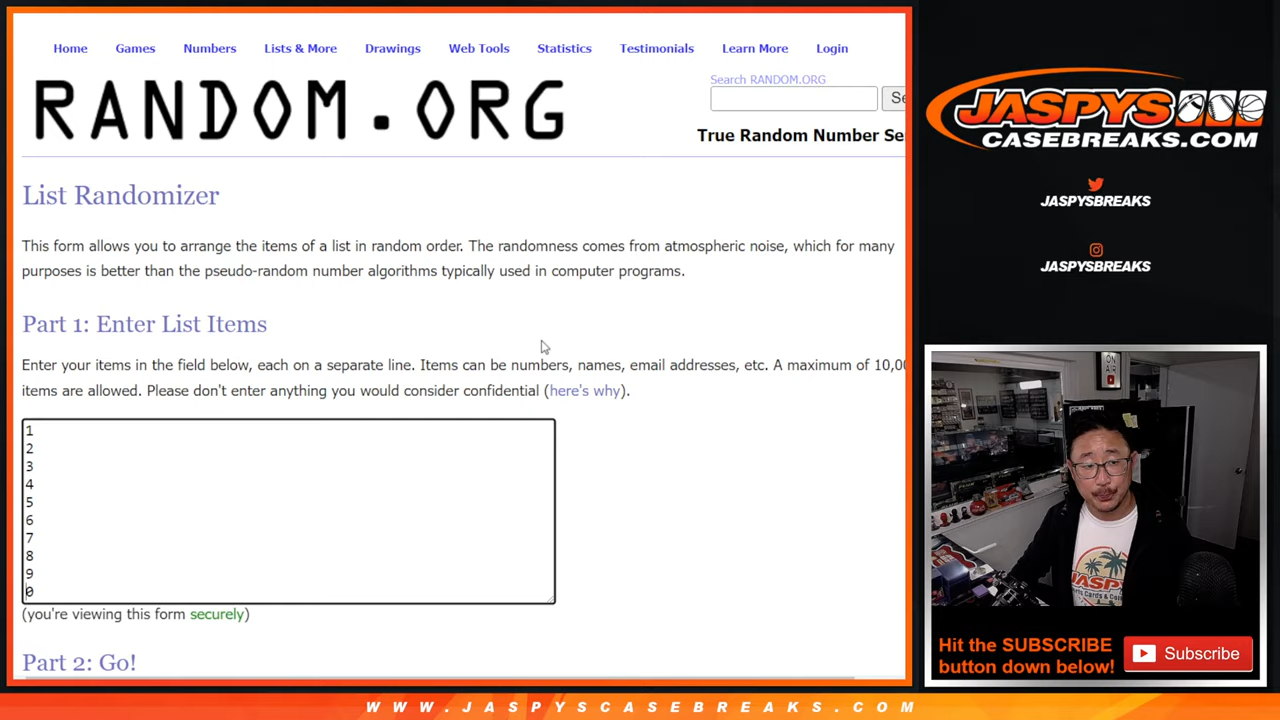 Home Games Numbers Lists & More Drawings Web Tools Statistics Testimonials Learn More Login
Search RANDOM.ORG
RANDOM.ORG
Se
True Random Number Se
List Randomizer
This form allows you to arrange the items of a list in random order. The randomness comes from atmospheric noise, which for many
purposes is better than the pseudo-random number algorithms typically used in computer programs.
Part 1: Enter List Items
Enter your items in the field below, each on a separate line. Items can be numbers, names, email addresses, etc. A maximum of 10,00
items are allowed. Please don't enter anything you would consider confidential (here's why).
1
2
3
4
5
6
7
8
9
0
(you're viewing this form securely)
Part 2: Go!
JASPYS
CASEBREAKS.COM
JASPYSBREAKS
JASPYSBREAKS
ON
AIR
JASPYS
Hit the SUBSCRIBE
button down below!
Subscribe
WWW.JASPYSCASEBREAKS.COM